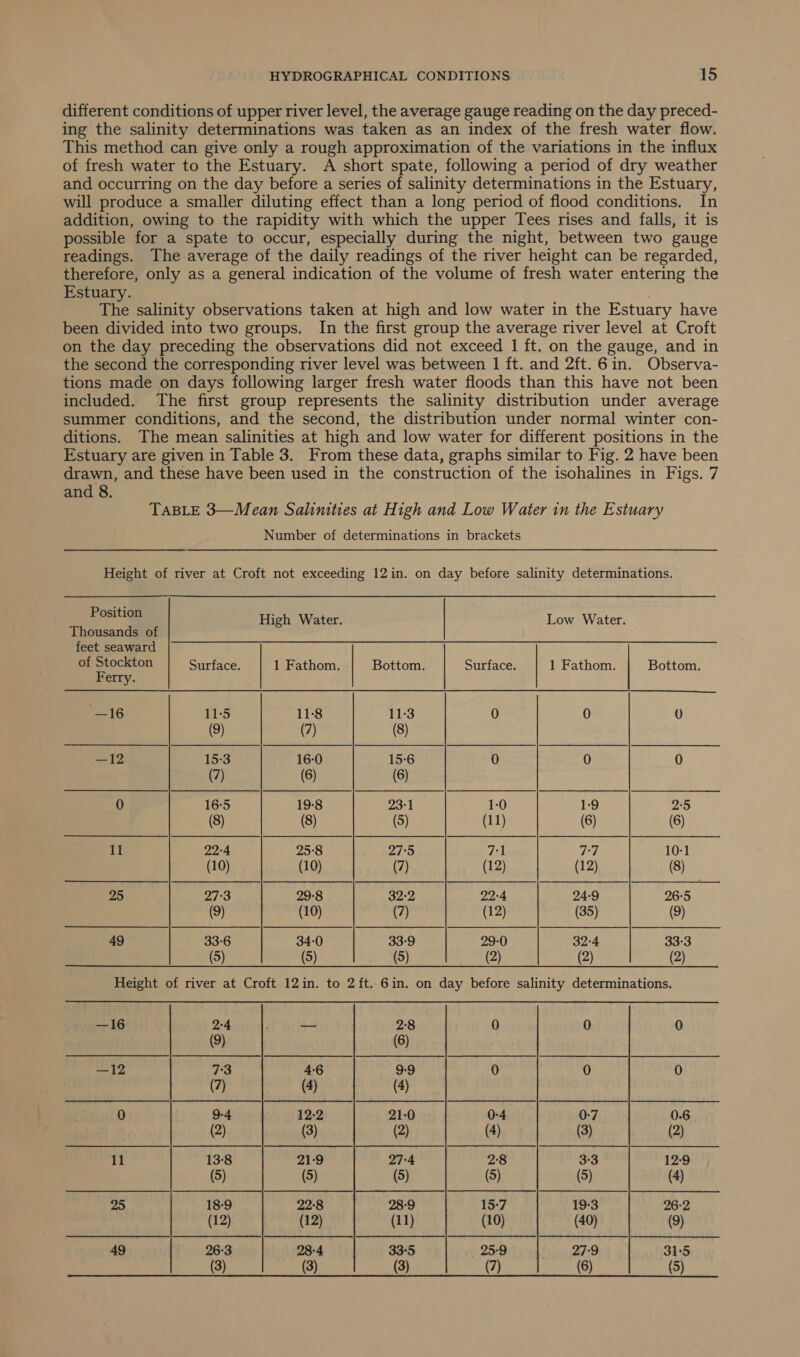 HYDROGRAPHICAL CONDITIONS 15
different conditions of upper river level, the average gauge reading on the day preced-
ing the salinity determinations was taken as an index of the fresh water flow.
This method can give only a rough approximation of the variations in the influx
of fresh water to the Estuary. A short spate, following a period of dry weather
and occurring on the day before a series of salinity determinations in the Estuary,
will produce a smaller diluting effect than a long period of flood conditions. In
addition, owing to the rapidity with which the upper Tees rises and falls, it is
possible for a spate to occur, especially during the night, between two gauge
readings. The average of the daily readings of the river height can be regarded,
therefore, only as a general indication of the volume of fresh water entering the
Estuary.
The salinity observations taken at high and low water in the Estuary have
been divided into two groups. In the first group the average river level at Croft
on the day preceding the observations did not exceed 1 ft. on the gauge, and in
the second the corresponding river level was between 1 ft. and 2ft. 6 in. Observa-
tions made on days following larger fresh water floods than this have not been
included. The first group represents the salinity distribution under average
summer conditions, and the second, the distribution under normal winter con-
ditions. The mean salinities at high and low water for different positions in the
Estuary are given in Table 3. From these data, graphs similar to Fig. 2 have been
drawn, and these have been used in the construction of the isohalines in Figs. 7
and 8.
TABLE 3—Mean Salinities at High and Low Water in the Estuary
Number of determinations in brackets
Height of river at Croft not exceeding 12 in. on day before salinity determinations.
Position
Thousands of
feet seaward
of Stockton
Ferry.
High Water. Low Water.
Surface. 1 Fathom. Bottom. Surface. 1 Fathom. Bottom.
—16 11·5 11·8 11·3 0 0 0
(9) (7) (8)
—12 15·3 16·0 15·6 0 0 0
(7) (6) (6)
0 16·5 19·8 23·1 1·0 1·9 2·5
(8) (8) (5) (11) (6) (6)
11 22·4 25·8 27·5 7·1 7·7 10·1
(10) (10) (7) (12) (12) (8)
25 27·3 29·8 32·2 22·4 24·9 26·5
(9) (10) (7) (12) (35) (9)
49 33·6 34·0 33·9 29·0 32·4 33·3
(5) (5) (5) (2) (2) (2)
Height of river at Croft 12 in. to 2 ft. 6 in. on day before salinity determinations.
—16 2·4 — 2·8 0 0 0
(9) (6)
—12 7·3 4·6 9·9 0 0 0
(7) (4) (4)
0 9·4 12·2 21·0 0·4 0·7 0.6
(2) (3) (2) (4) (3) (2)
11 13·8 21·9 27·4 2·8 3·3 12·9
(5) (5) (5) (5) (5) (4)
25 18·9 22·8 28·9 15·7 19·3 26·2
(12) (12) (11) (10) (40) (9)
49 26·3 28·4 33·5 25·9 27·9 31·5
(3) (3) (3) (7) (6) (5)